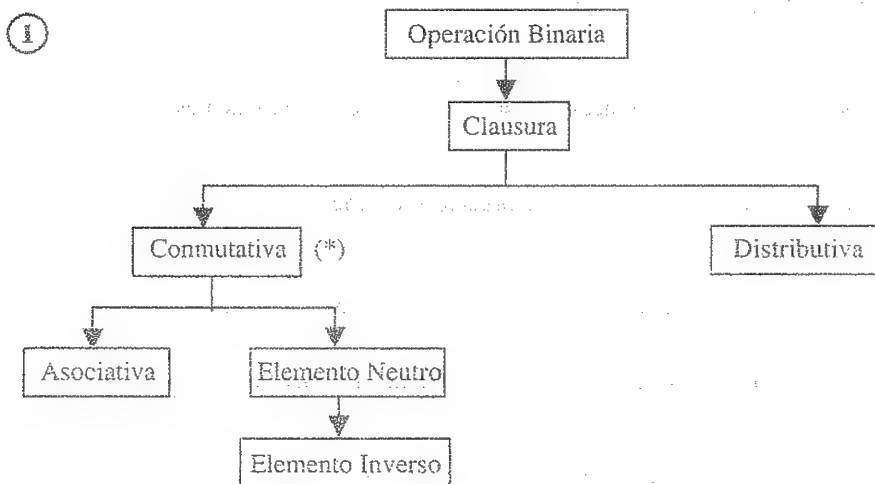 1
Operación Binaria
Clausura
Conmutativa (*)
Distributiva
Asociativa
Elemento Neutro
Elemento Inverso